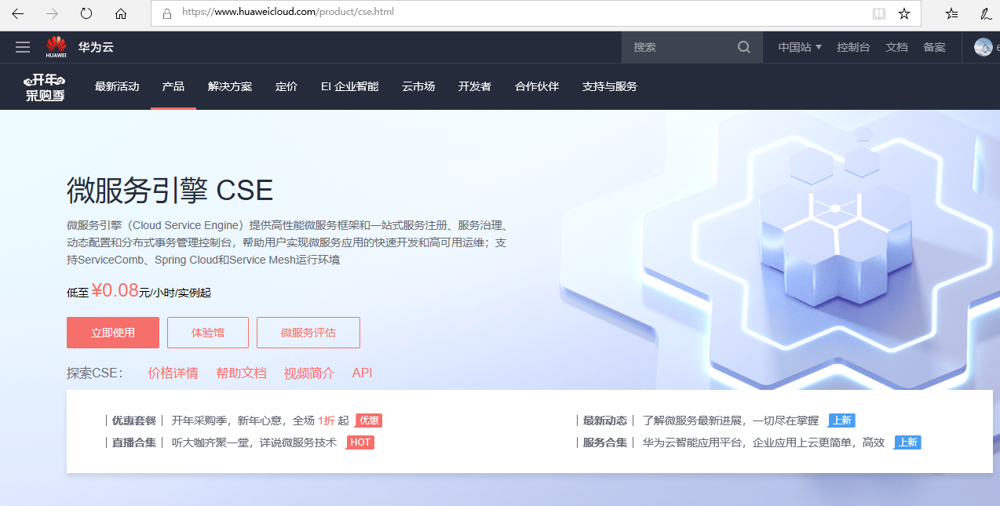 https://www.huaweicloud.com/product/cse.html
HUAWEI 华为云 搜索 中国站 控制台 文档 备案
开年采购季 最新活动 产品 解决方案 定价 EI 企业智能 云市场 开发者 合作伙伴 支持与服务
微服务引擎 CSE
微服务引擎（Cloud Service Engine）提供高性能微服务框架和一站式服务注册、服务治理、
动态配置和分布式事务管理控制台，帮助用户实现微服务应用的快速开发和高可用运维；支
持ServiceComb、Spring Cloud和Service Mesh运行环境
低至 ¥0.08元/小时/实例起
立即使用 体验馆 微服务评估
探索CSE： 价格详情 帮助文档 视频简介 API
| 优惠套餐 | 开年采购季，新年心意，全场 1折 起 优惠 | 最新动态 | 了解微服务最新进展，一切尽在掌握 上新
| 直播合集 | 听大咖齐聚一堂，详说微服务技术 HOT | 服务合集 | 华为云智能应用平台，企业应用上云更简单，高效 上新